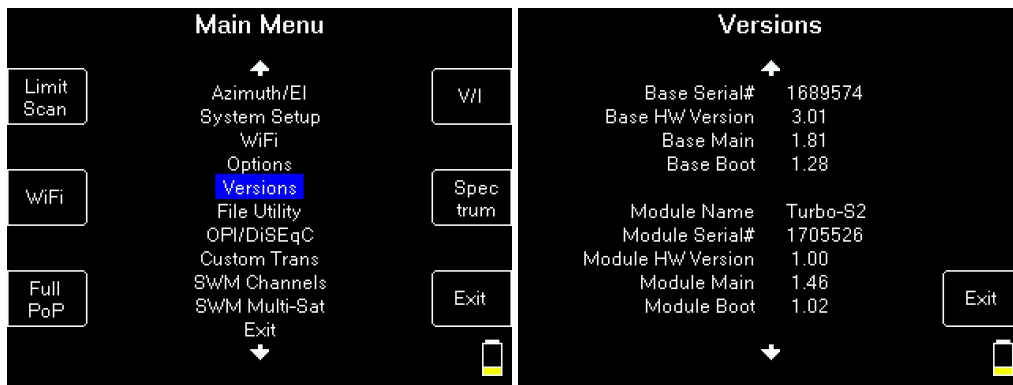 Main Menu
Limit
Scan
WiFi
Full
PoP
Azimuth/El
System Setup
WiFi
Options
Versions
File Utility
OPI/DiSEqC
Custom Trans
SWM Channels
SWM Multi-Sat
Exit
V/I
Spec
trum
Exit
Versions
Base Serial# 1689574
Base HW Version 3.01
Base Main 1.81
Base Boot 1.28
Module Name Turbo-S2
Module Serial# 1705526
Module HW Version 1.00
Module Main 1.46
Module Boot 1.02
Exit